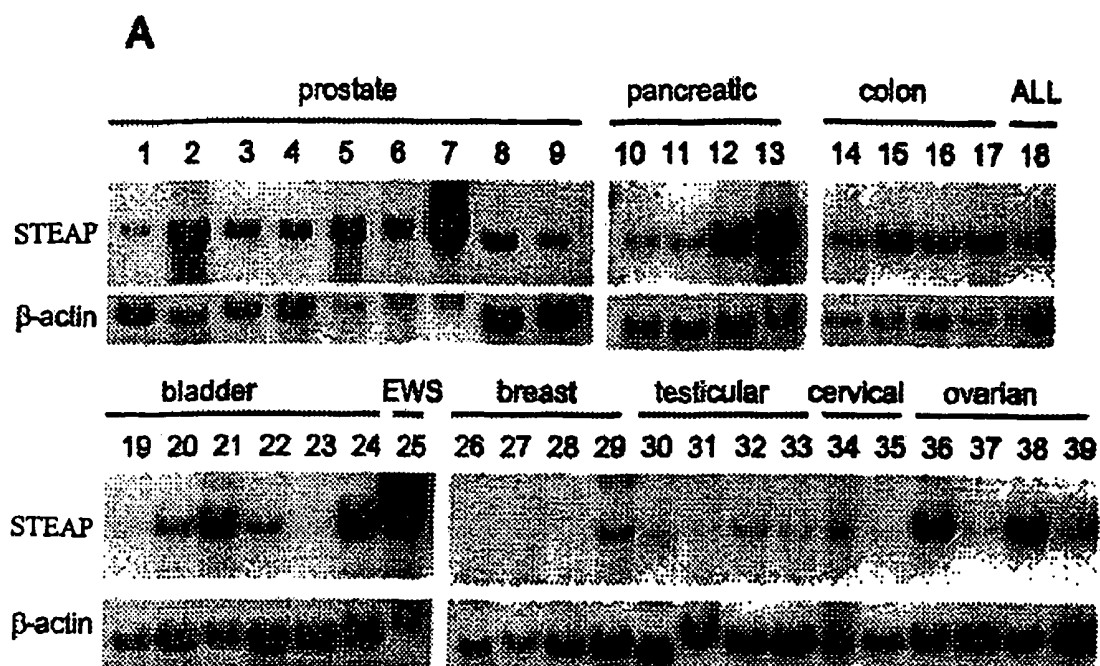 A
prostate pancreatic colon ALL
1 2 3 4 5 6 7 8 9 10 11 12 13 14 15 16 17 18
STEAP
β-actin
bladder EWS breast testicular cervical ovarian
19 20 21 22 23 24 25 26 27 28 29 30 31 32 33 34 35 36 37 38 39
STEAP
β-actin